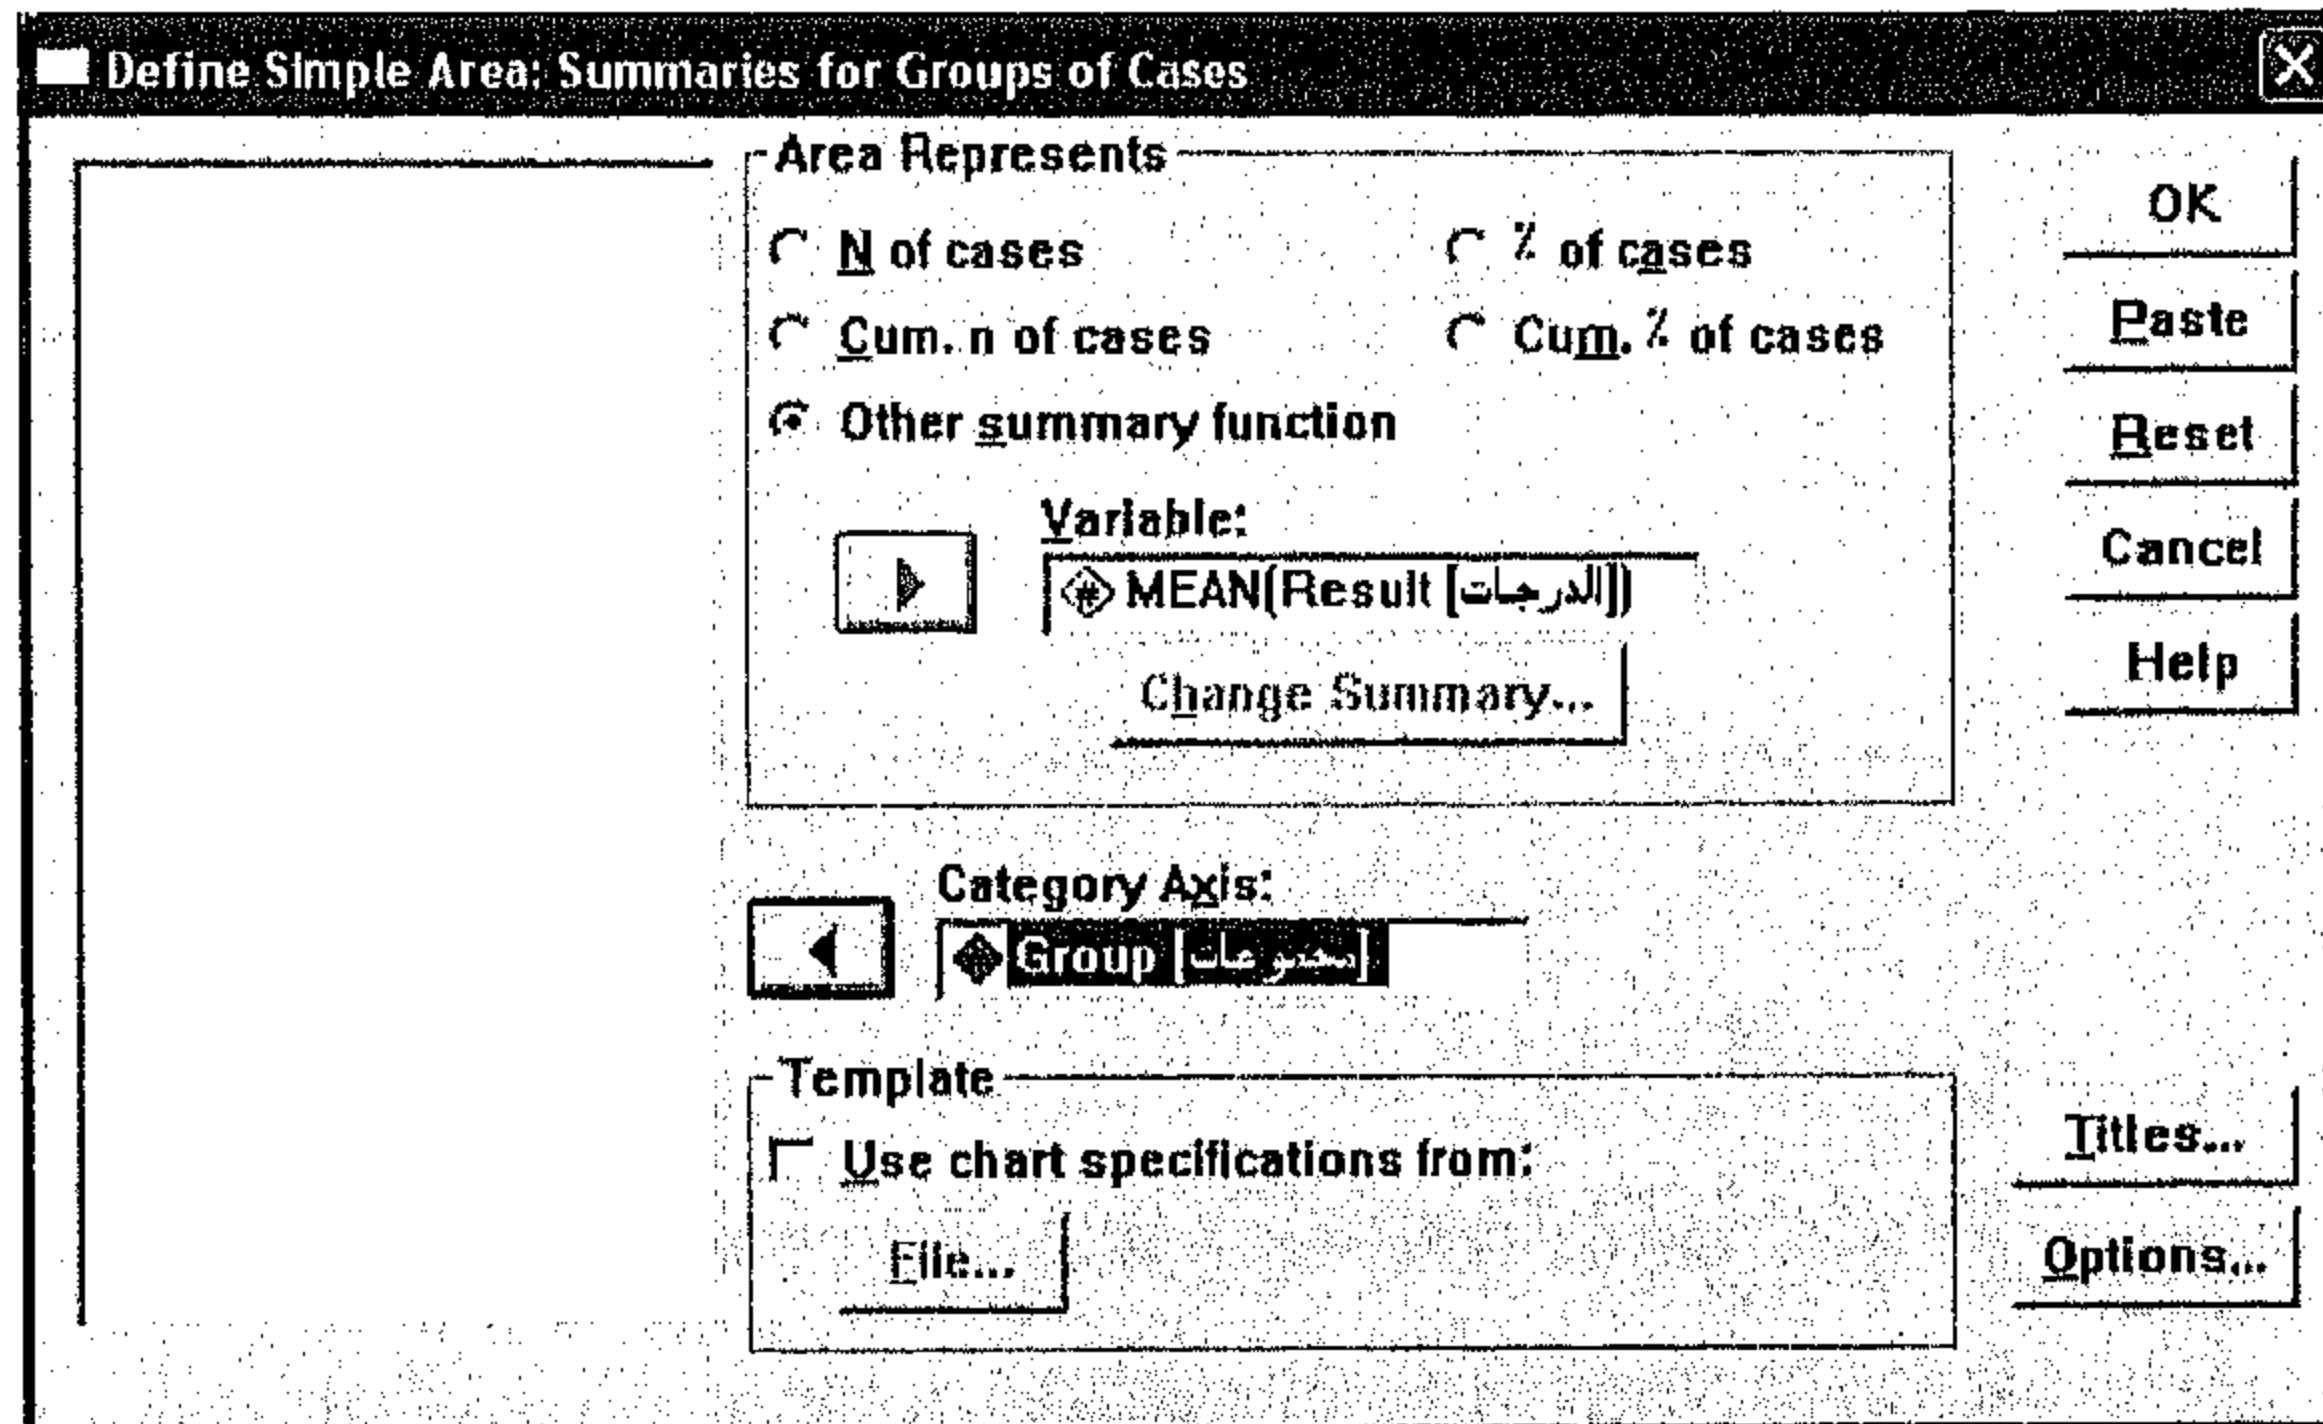 Define Simple Area: Summaries for Groups of Cases
Area Represents
N of cases
% of cases
Cum. n of cases
Cum. % of cases
Other summary function
Variable:
MEAN(Result [الدرجات])
Change Summary...
Category Axis:
Group [مجموعات]
Template
Use chart specifications from:
File...
OK
Paste
Reset
Cancel
Help
Titles...
Options...